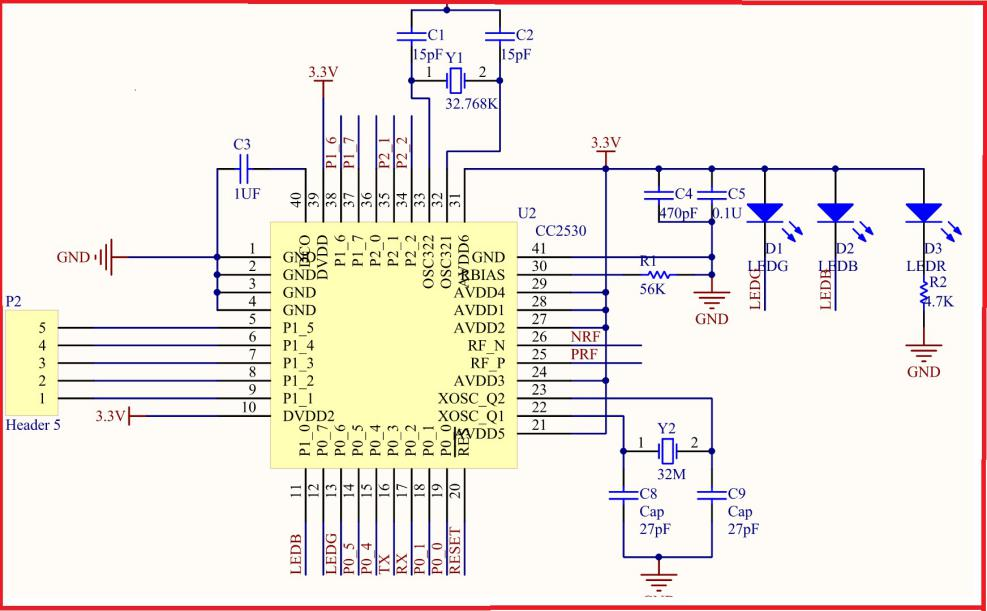 C1
15pF
C2
15pF
Y1
1
2
32.768K
3.3V
P1_6
P1_7
P2_1
P2_2
C3
1UF
40
39
38
37
36
35
34
33
32
31
3.3V
C4
470pF
C5
0.1U
D1
LEDG
D2
LEDB
D3
LEDR
LEDG
LEDB
R2
4.7K
GND
U2
CC2530
DCO
DVDD
P1_6
P1_7
P2_0
P2_1
P2_2
OSC322
OSC321
AVDD6
GND
1 GND
2 GND
3 GND
4 GND
5 P1_5
6 P1_4
7 P1_3
8 P1_2
9 P1_1
10 DVDD2
3.3V
P2
5
4
3
2
1
Header 5
GND 41
RBIAS 30
AVDD4 29
AVDD1 28
AVDD2 27
RF_N 26 NRF
RF_P 25 PRF
AVDD3 24
XOSC_Q2 23
XOSC_Q1 22
AVDD5 21
R1
56K
GND
P1_0
P0_7
P0_6
P0_5
P0_4
P0_3
P0_2
P0_1
P0_0
RES
11
12
13
14
15
16
17
18
19
20
LEDB
LEDG
P0_5
P0_4
TX
RX
P0_1
P0_0
RESET
Y2
1
2
32M
C8
Cap
27pF
C9
Cap
27pF